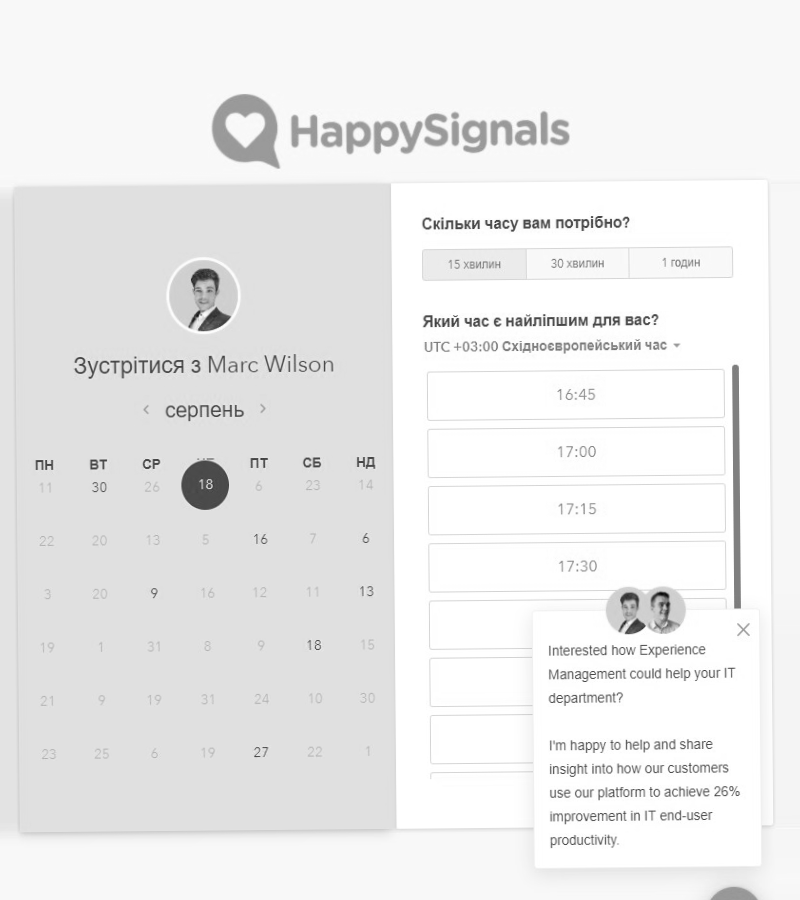 HappySignals
Зустрітися з Marc Wilson
серпень
ПН ВТ СР ПТ СБ НД
11 30 26 18 6 23 14
22 20 13 5 16 7 6
3 20 9 16 12 11 13
19 1 31 8 9 18 15
21 9 19 31 24 10 30
23 25 6 19 27 22 1
Скільки часу вам потрібно?
15 хвилин 30 хвилин 1 годин
Який час є найліпшим для вас?
UTC +03:00 Східноєвропейський час
16:45
17:00
17:15
17:30
Interested how Experience
Management could help your IT
department?
I'm happy to help and share
insight into how our customers
use our platform to achieve 26%
improvement in IT end-user
productivity.